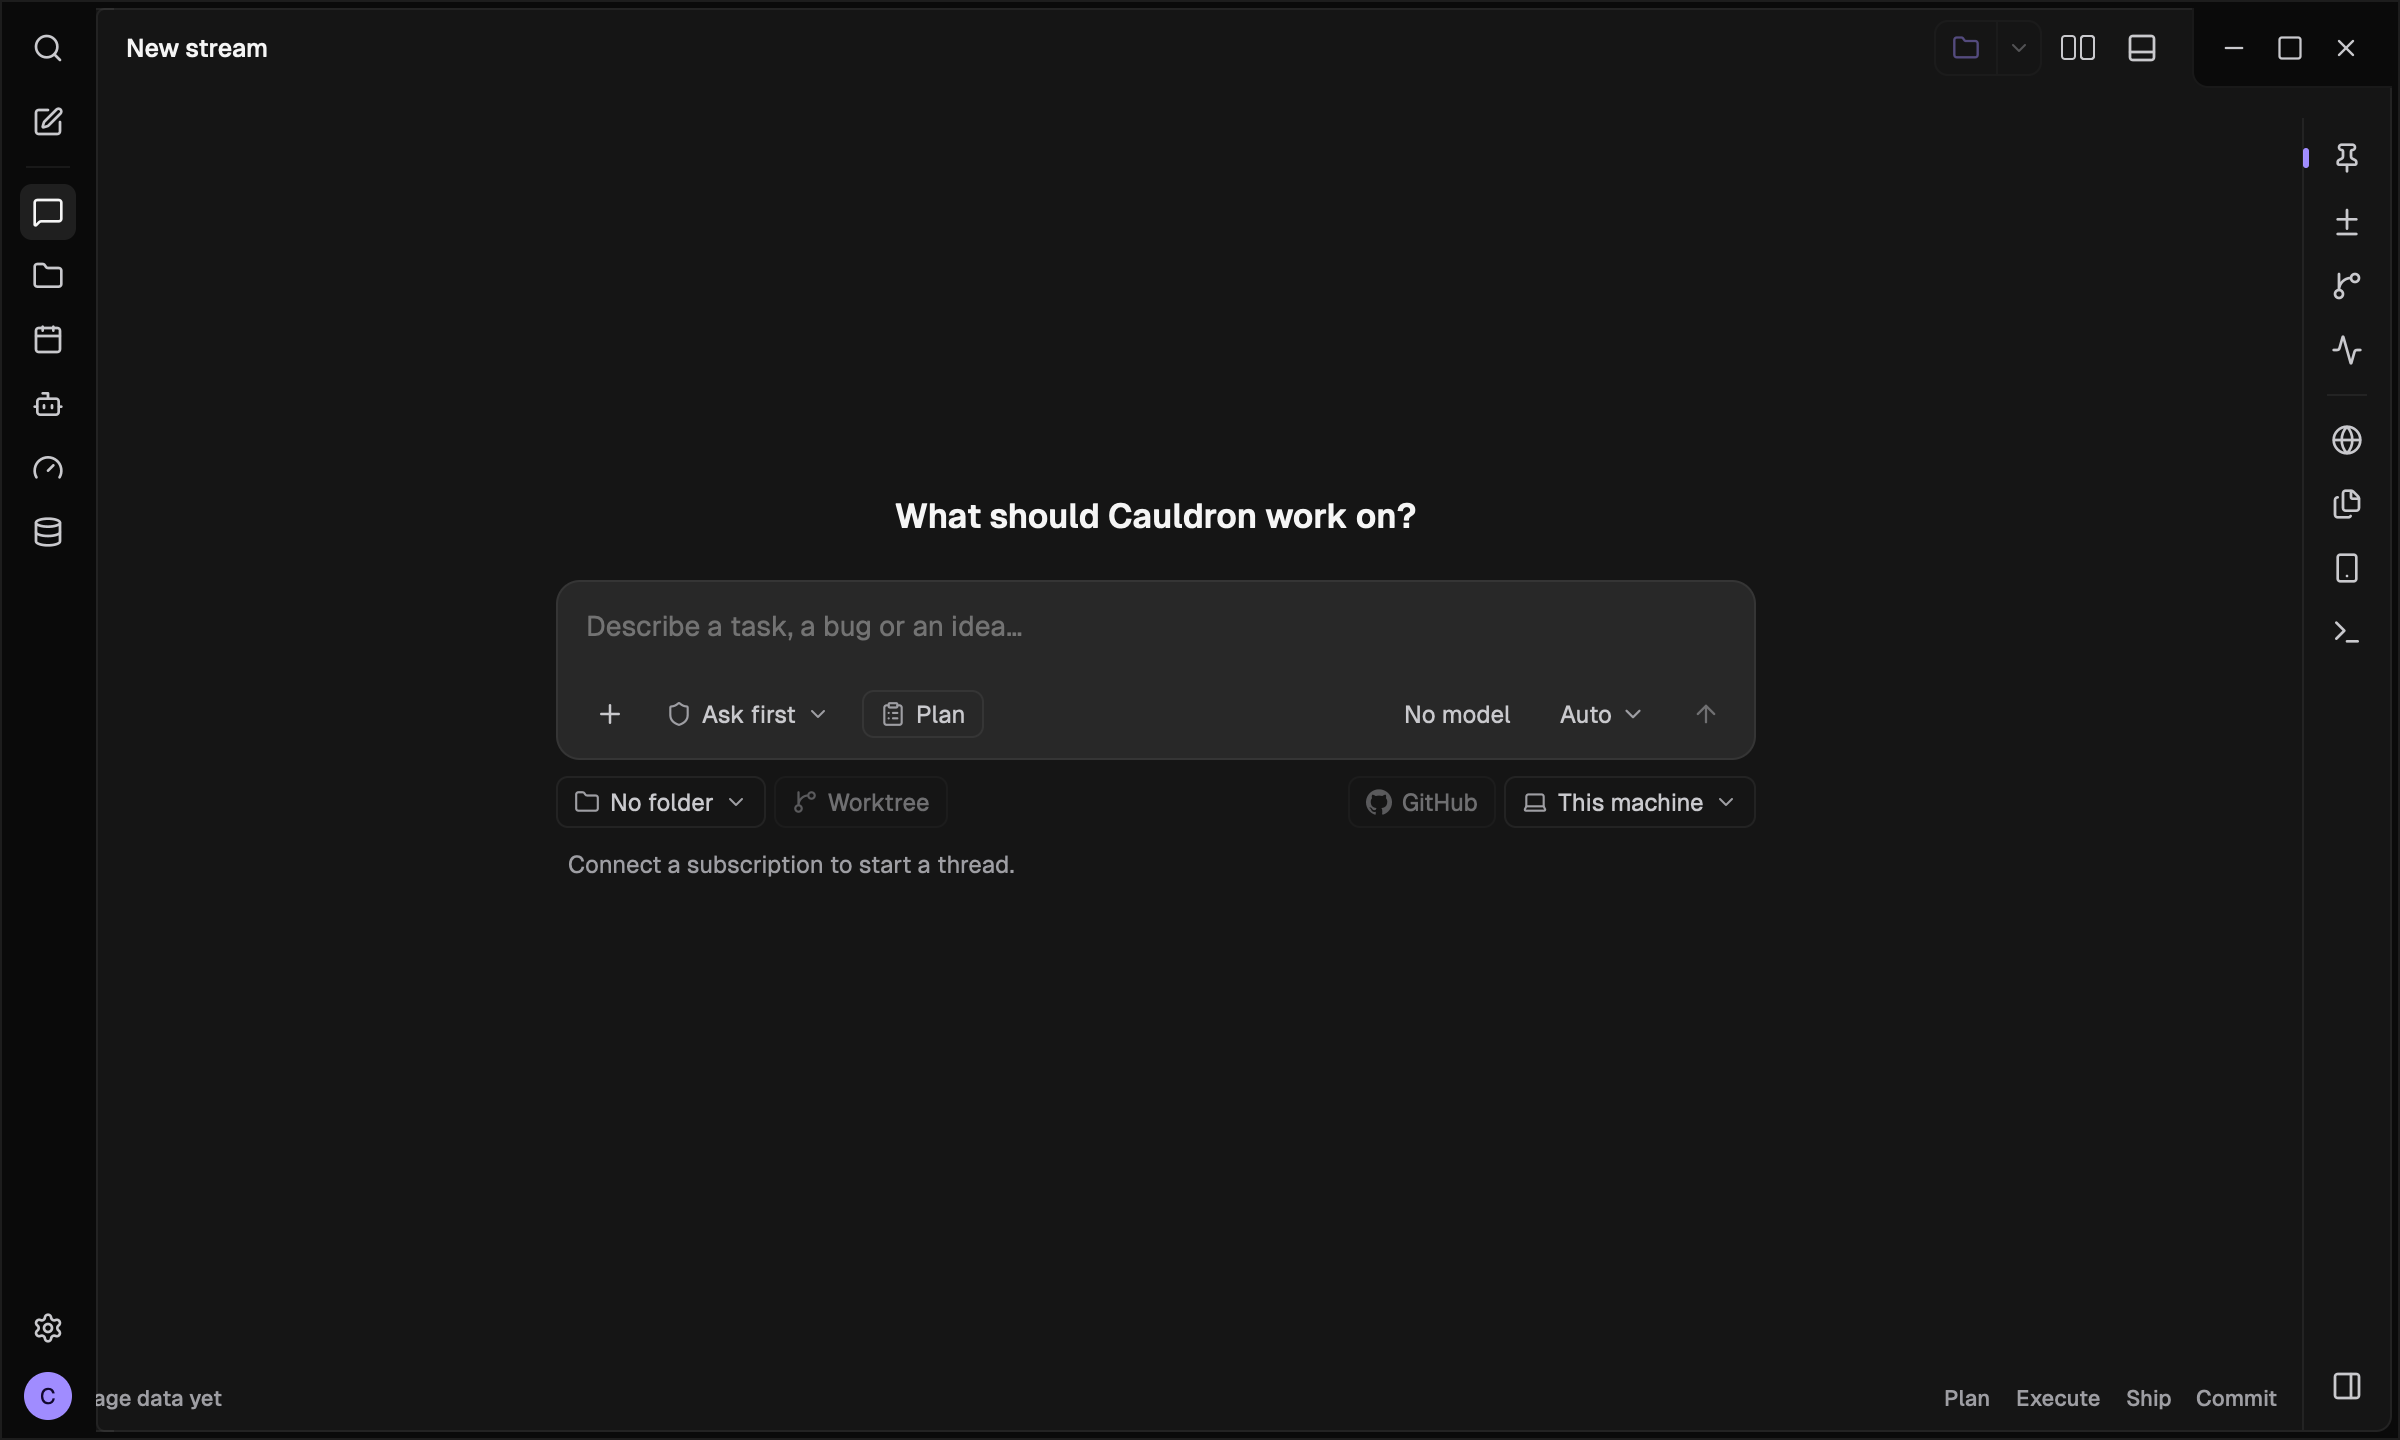 New stream
What should Cauldron work on?
Describe a task, a bug or an idea...
Ask first
Plan
No model
Auto
No folder
Worktree
GitHub
This machine
Connect a subscription to start a thread.
C
age data yet
Plan
Execute
Ship
Commit